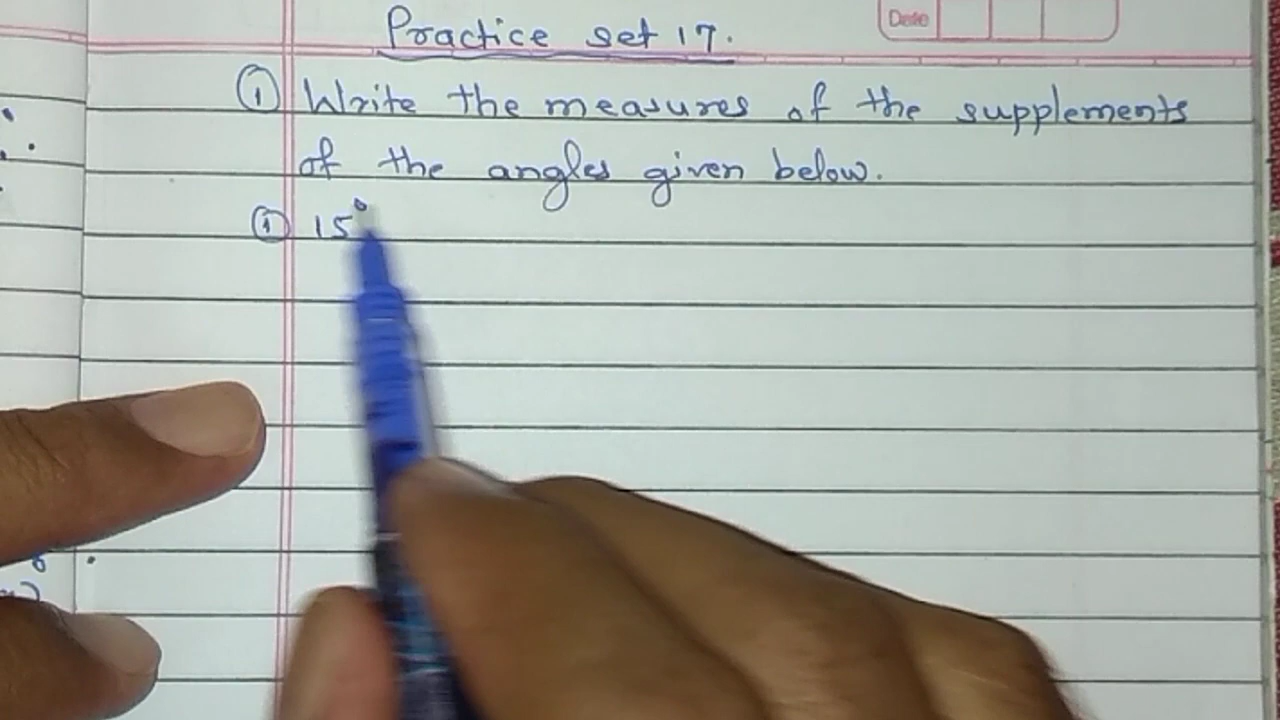 Date
Practice set 17.
① Write the measures of the supplements
of the angles given below.
① 15°